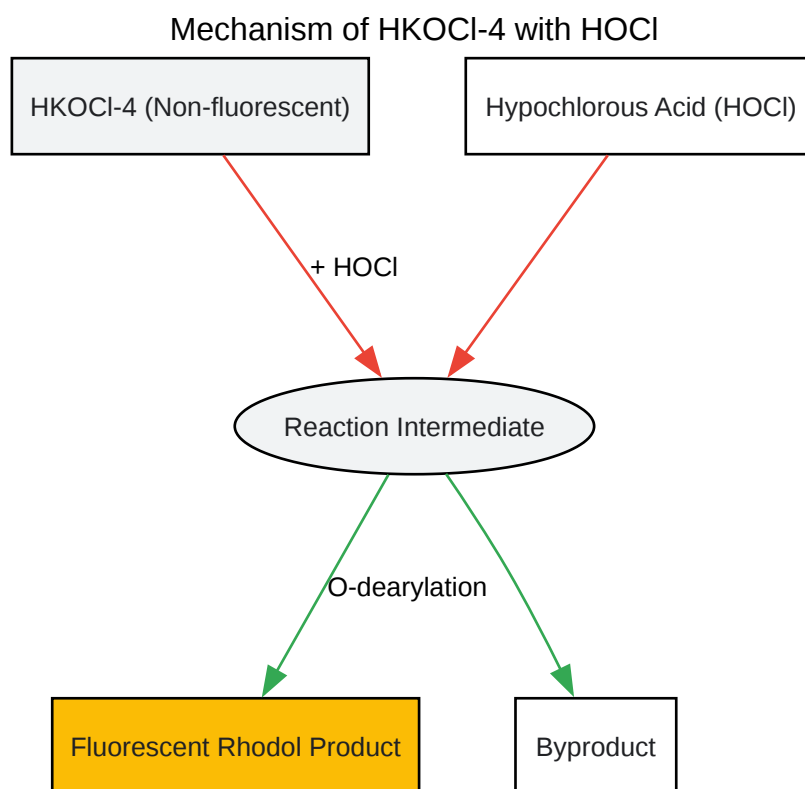 Mechanism of HKOCl-4 with HOCl
HKOCl-4 (Non-fluorescent)
Hypochlorous Acid (HOCl)
+ HOCl
Reaction Intermediate
O-dearylation
Fluorescent Rhodol Product
Byproduct